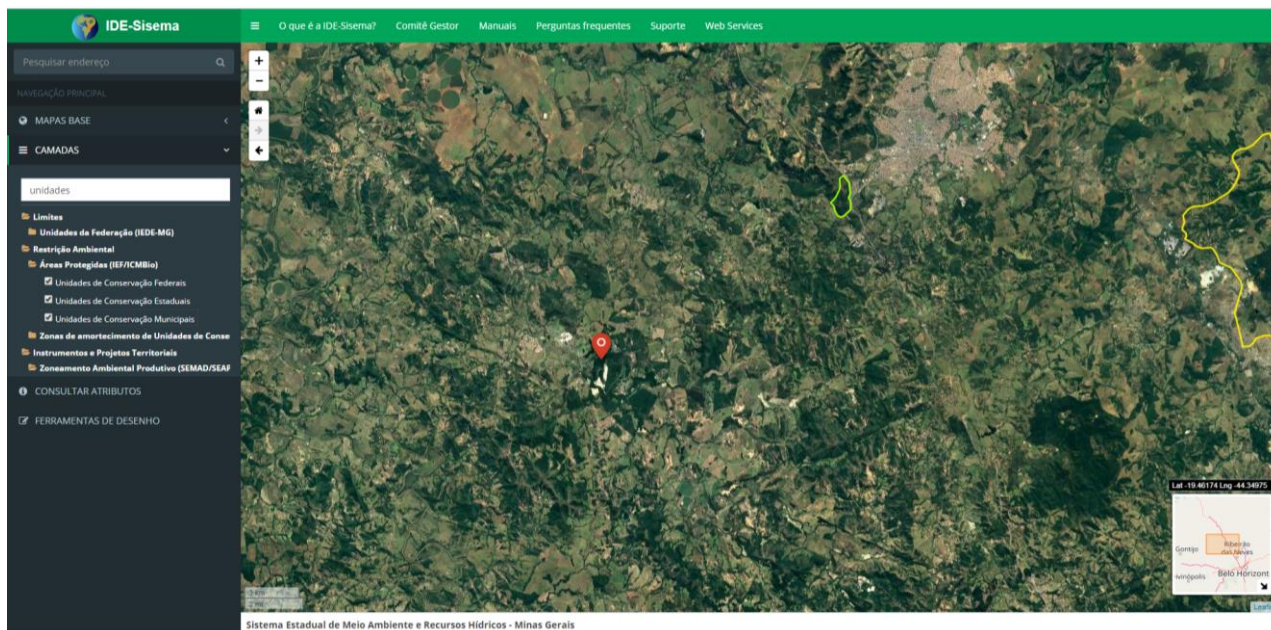 IDE-Sisema
O que é a IDE-Sisema? Comitê Gestor Manuais Perguntas frequentes Suporte Web Services
Pesquisar endereço
NAVEGAÇÃO PRINCIPAL
MAPAS BASE
CAMADAS
unidades
Limites
Unidades da Federação (IEDE-MG)
Restrição Ambiental
Áreas Protegidas (IEF/ICMBio)
Unidades de Conservação Federais
Unidades de Conservação Estaduais
Unidades de Conservação Municipais
Zonas de amortecimento de Unidades de Conse
Instrumentos e Projetos Territoriais
Zoneamento Ambiental Produtivo (SEMAD/SEAP
CONSULTAR ATRIBUTOS
FERRAMENTAS DE DESENHO
+
−
Lat -19.46174 Lng -44.34975
Gontijo
Ribeirão
das Neves
ivinópolis
Belo Horizont
Leafl
Sistema Estadual de Meio Ambiente e Recursos Hídricos - Minas Gerais